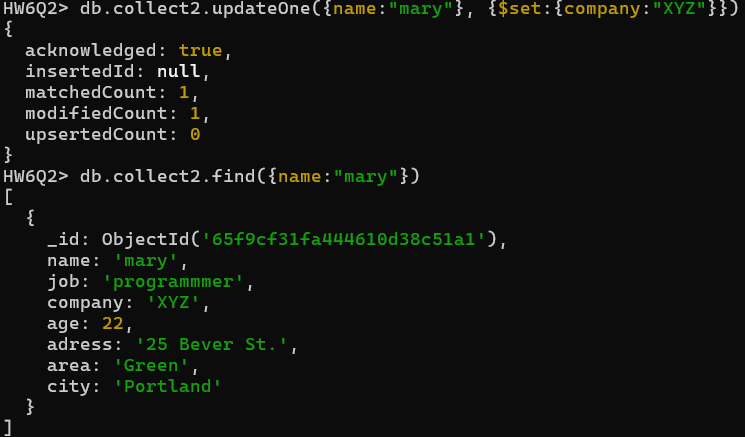 HW6Q2> db.collect2.updateOne({name:"mary"}, {$set:{company:"XYZ"}})
{
  acknowledged: true,
  insertedId: null,
  matchedCount: 1,
  modifiedCount: 1,
  upsertedCount: 0
}
HW6Q2> db.collect2.find({name:"mary"})
[
  {
    _id: ObjectId('65f9cf31fa444610d38c51a1'),
    name: 'mary',
    job: 'programmmer',
    company: 'XYZ',
    age: 22,
    adress: '25 Bever St.',
    area: 'Green',
    city: 'Portland'
  }
]